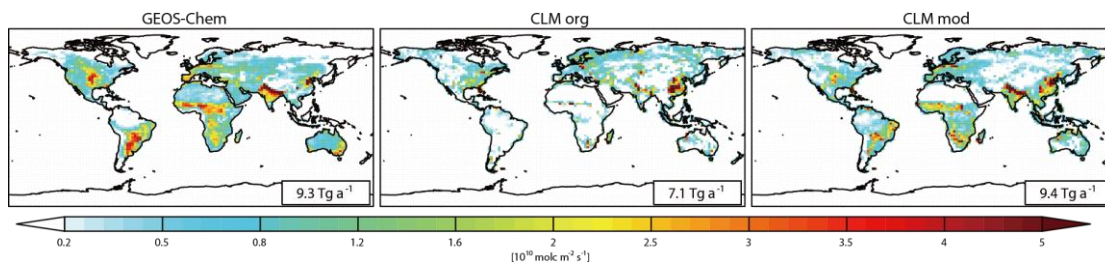 GEOS-Chem CLM org CLM mod
9.3 Tg a⁻¹ 7.1 Tg a⁻¹ 9.4 Tg a⁻¹
0.2 0.5 0.8 1.2 1.6 2 2.5 3 3.5 4 5
[10¹⁰ molc m⁻² s⁻¹]